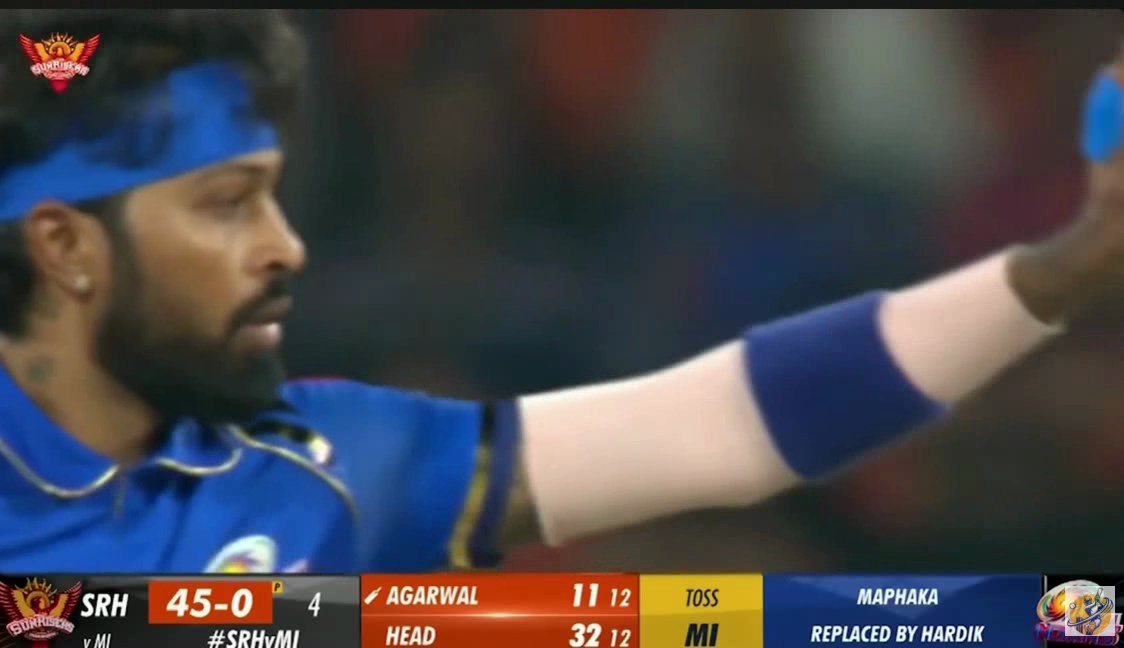 SUNRISERS
SRH 45-0 P 4
v MI #SRHvMI
SUNRISERS
AGARWAL 11 12
HEAD 32 12
TOSS
MI
MAPHAKA
REPLACED BY HARDIK